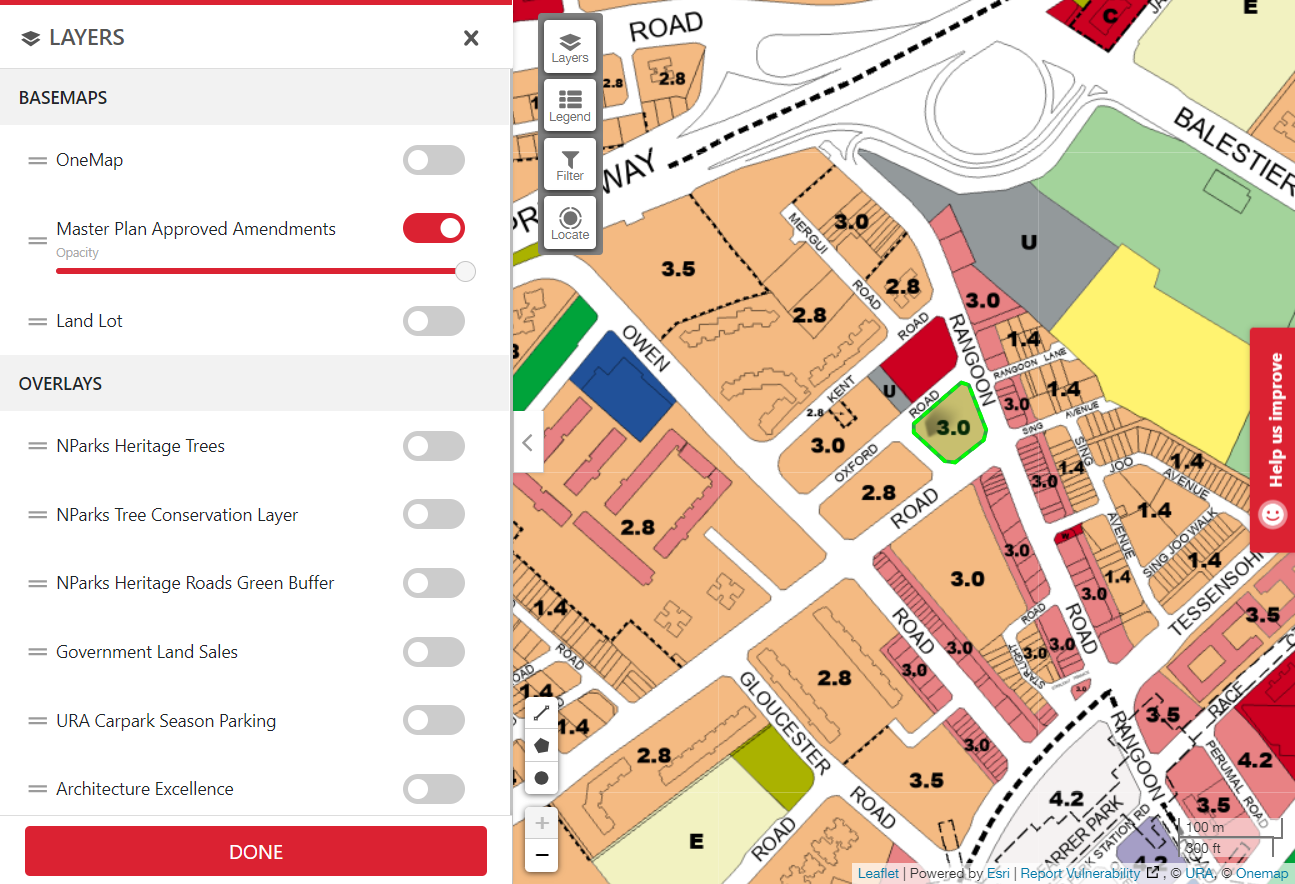 LAYERS
BASEMAPS
OneMap
Master Plan Approved Amendments
Opacity
Land Lot
OVERLAYS
NParks Heritage Trees
NParks Tree Conservation Layer
NParks Heritage Roads Green Buffer
Government Land Sales
URA Carpark Season Parking
Architecture Excellence
DONE
Layers
Legend
Filter
Locate
ROAD
2.8
2.8
WAY
C
E
BALESTIER
U
3.5
MERGUI
ROAD
3.0
2.8
2.8
3.0
RANGOON
ROAD
1.4
RANGOON LANE
OWEN
KENT
U
ROAD
3.0
1.4
3.0
AVENUE
SING
2.8
3.0
OXFORD
2.8
ROAD
SING
JOO
AVENUE
1.4
1.4
3.0
1.4
AVENUE
SING JOO WALK
1.4
1.4
TESSENSOHN
2.8
3.0
3.0
3.0
ROAD
3.5
1.4
ROAD
ROAD
3.0
ROAD
STARLIGHT
3.0
3.0
3.0
3.0
2.8
GLOUCESTER
1.4
1.4
2.8
3.0
3.5
3.5
RACE
RANGOON
PERUMAL ROAD
4.2
3.5
4.2
FARRER PARK
PARK STATION RD
4.2
ROAD
ROAD
E
Help us improve
100 m
300 ft
Leaflet | Powered by Esri | Report Vulnerability , © URA, © Onemap